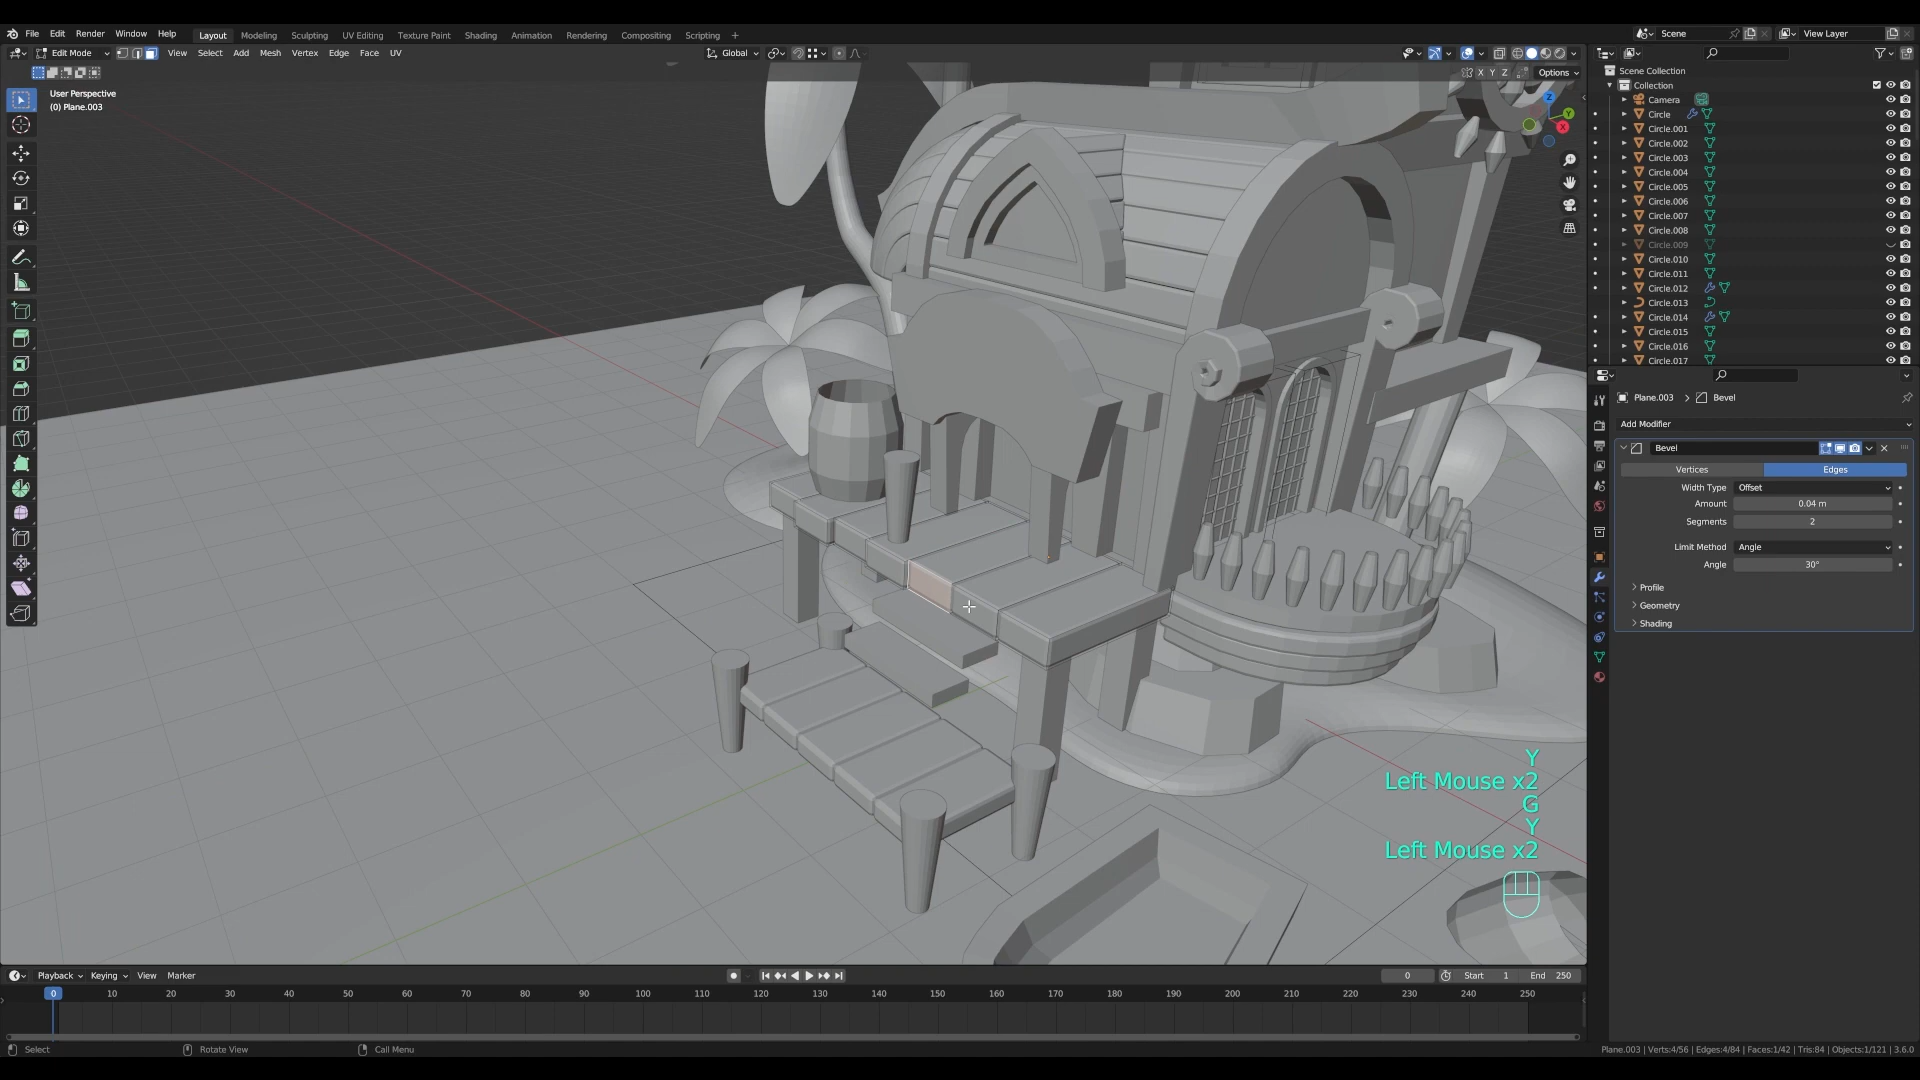 File Edit Render Window Help Layout Modeling Sculpting UV Editing Texture Paint Shading Animation Rendering Compositing Scripting + Scene View Layer
Edit Mode View Select Add Mesh Vertex Edge Face UV Global
X Y Z Options
User Perspective
(0) Plane.003
Z
Y
X
Scene Collection
Collection
Camera
Circle
Circle.001
Circle.002
Circle.003
Circle.004
Circle.005
Circle.006
Circle.007
Circle.008
Circle.009
Circle.010
Circle.011
Circle.012
Circle.013
Circle.014
Circle.015
Circle.016
Circle.017
Plane.003 > Bevel
Add Modifier
Bevel
Vertices Edges
Width Type Offset
Amount 0.04 m
Segments 2
Limit Method Angle
Angle 30°
Profile
Geometry
Shading
Y
Left Mouse x2
G
Y
Left Mouse x2
Playback Keying View Marker 0 Start 1 End 250
0 10 20 30 40 50 60 70 80 90 100 110 120 130 140 150 160 170 180 190 200 210 220 230 240 250
Select Rotate View Call Menu Plane.003 | Verts:4/56 | Edges:4/84 | Faces:1/42 | Tris:84 | Objects:1/121 | 3.6.0